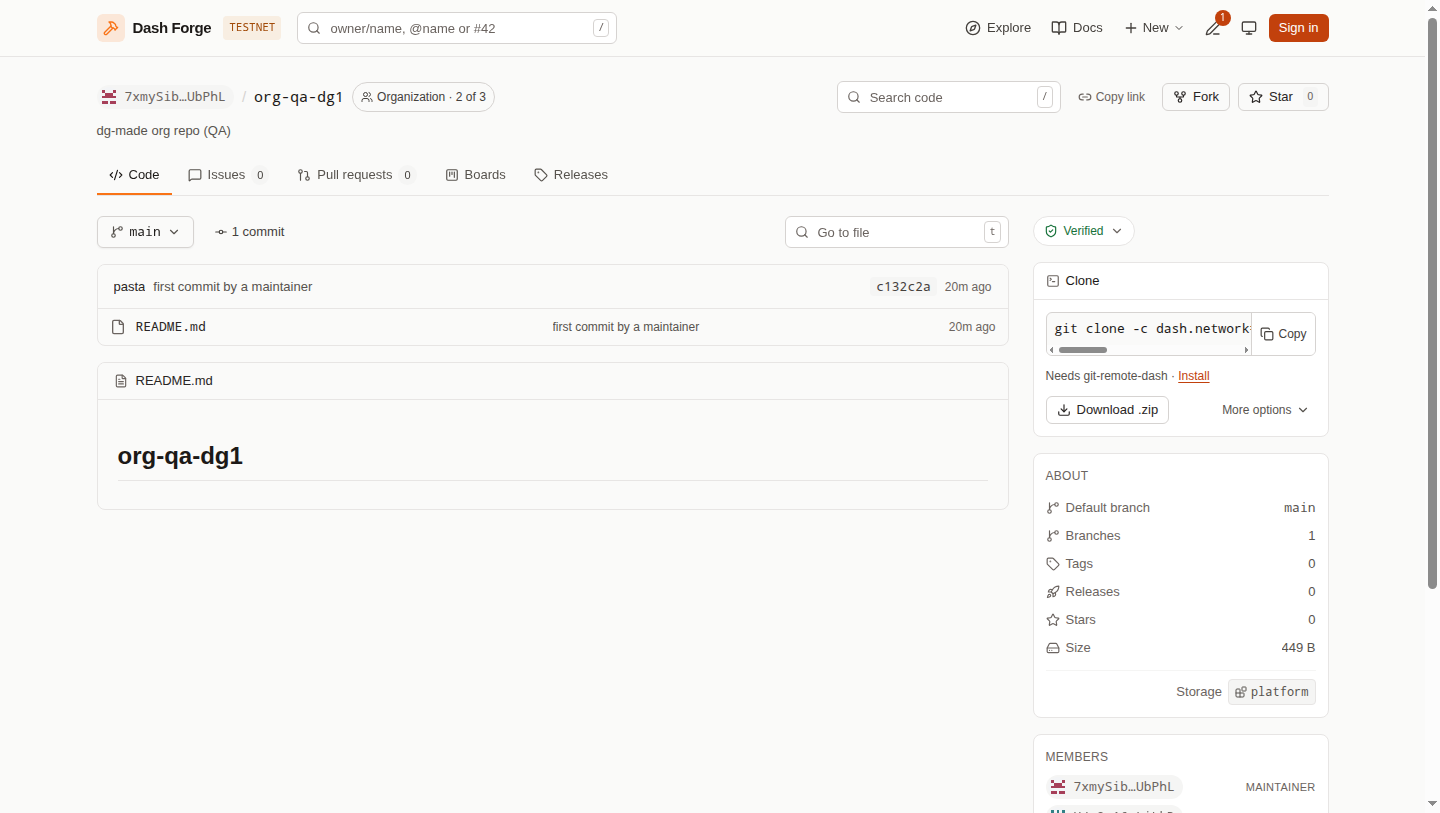 Dash Forge TESTNET owner/name, @name or #42 / Explore Docs New 1 Sign in
7xmySib…UbPhL / org-qa-dg1 Organization · 2 of 3 Search code / Copy link Fork Star 0
dg-made org repo (QA)
Code Issues 0 Pull requests 0 Boards Releases
main 1 commit Go to file t Verified
pasta first commit by a maintainer c132c2a 20m ago
README.md first commit by a maintainer 20m ago
README.md
org-qa-dg1
Clone
git clone -c dash.network Copy
Needs git-remote-dash · Install
Download .zip More options
ABOUT
Default branch main
Branches 1
Tags 0
Releases 0
Stars 0
Size 449 B
Storage platform
MEMBERS
7xmySib…UbPhL MAINTAINER